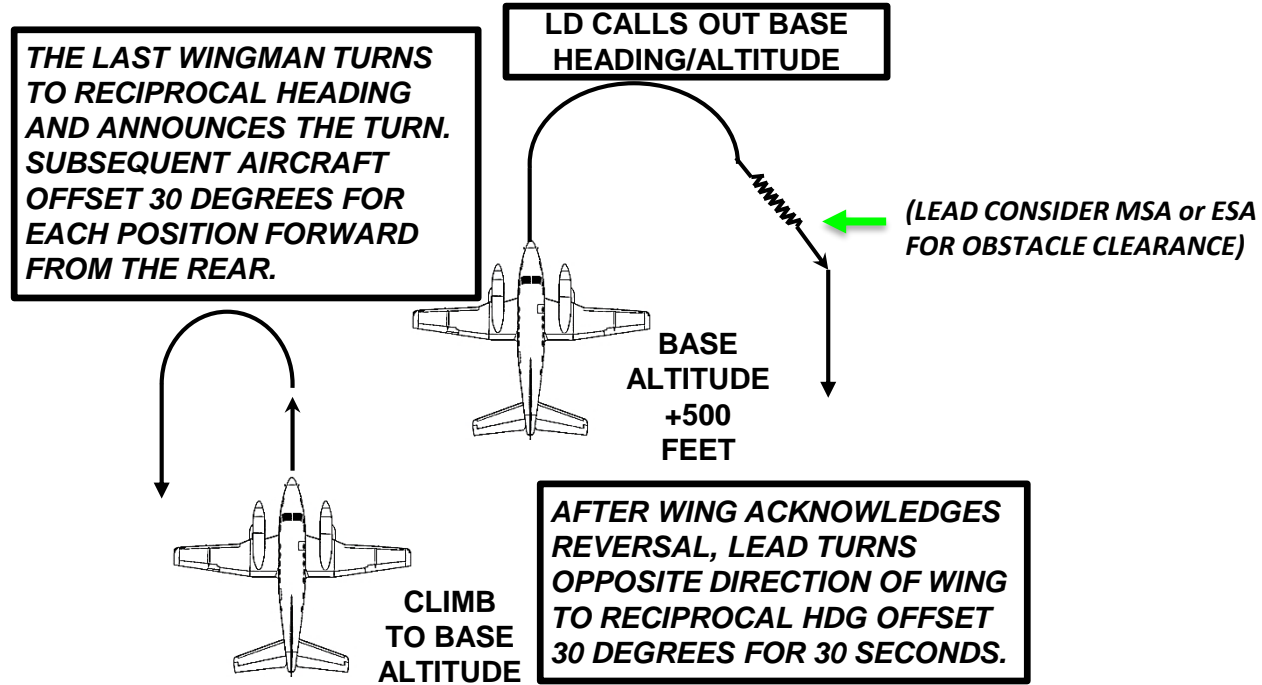 THE LAST WINGMAN TURNS
TO RECIPROCAL HEADING
AND ANNOUNCES THE TURN.
SUBSEQUENT AIRCRAFT
OFFSET 30 DEGREES FOR
EACH POSITION FORWARD
FROM THE REAR.
LD CALLS OUT BASE
HEADING/ALTITUDE
(LEAD CONSIDER MSA or ESA
FOR OBSTACLE CLEARANCE)
BASE
ALTITUDE
+500
FEET
CLIMB
TO BASE
ALTITUDE
AFTER WING ACKNOWLEDGES
REVERSAL, LEAD TURNS
OPPOSITE DIRECTION OF WING
TO RECIPROCAL HDG OFFSET
30 DEGREES FOR 30 SECONDS.